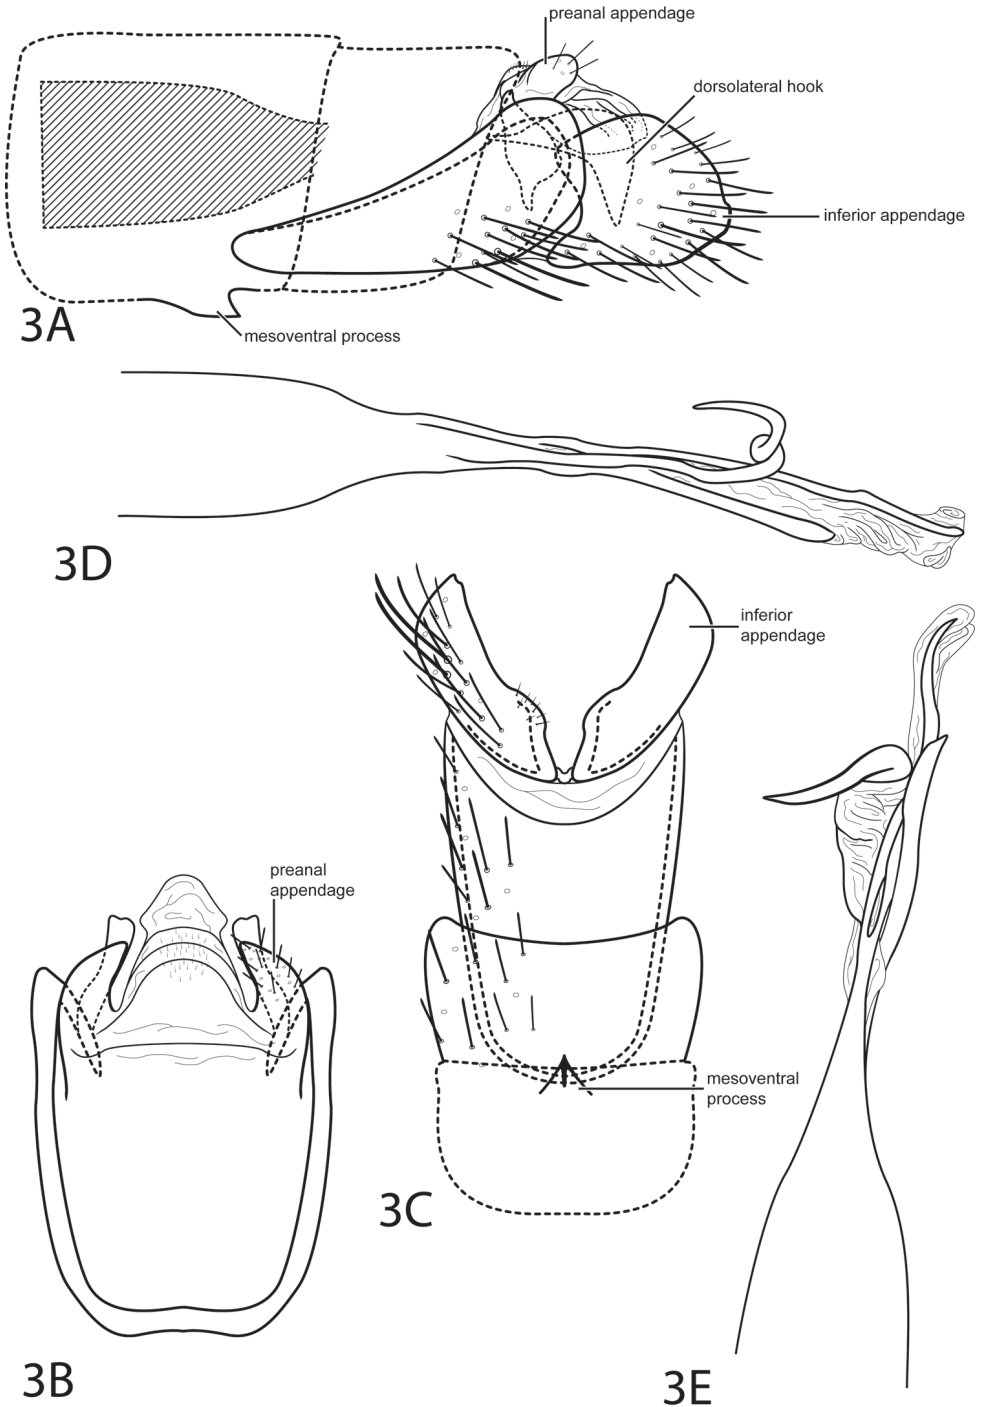 preanal appendage
dorsolateral hook
inferior appendage
3A
mesoventral process
3D
inferior
appendage
preanal
appendage
mesoventral
process
3C
3B
3E